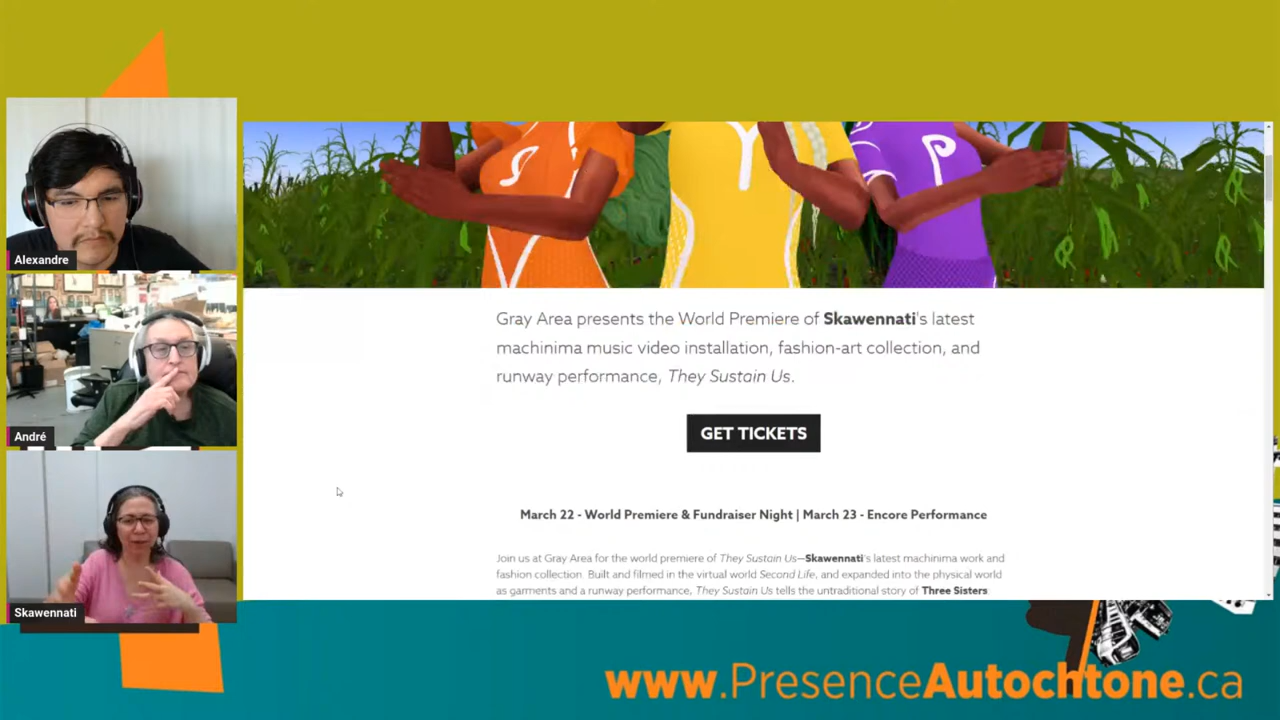 Alexandre
André
Skawennati
Gray Area presents the World Premiere of Skawennati's latest
machinima music video installation, fashion-art collection, and
runway performance, They Sustain Us.
GET TICKETS
March 22 - World Premiere & Fundraiser Night | March 23 - Encore Performance
Join us at Gray Area for the world premiere of They Sustain Us—Skawennati's latest machinima work and
fashion collection. Built and filmed in the virtual world Second Life, and expanded into the physical world
as garments and a runway performance, They Sustain Us tells the untraditional story of Three Sisters
www.PresenceAutochtone.ca